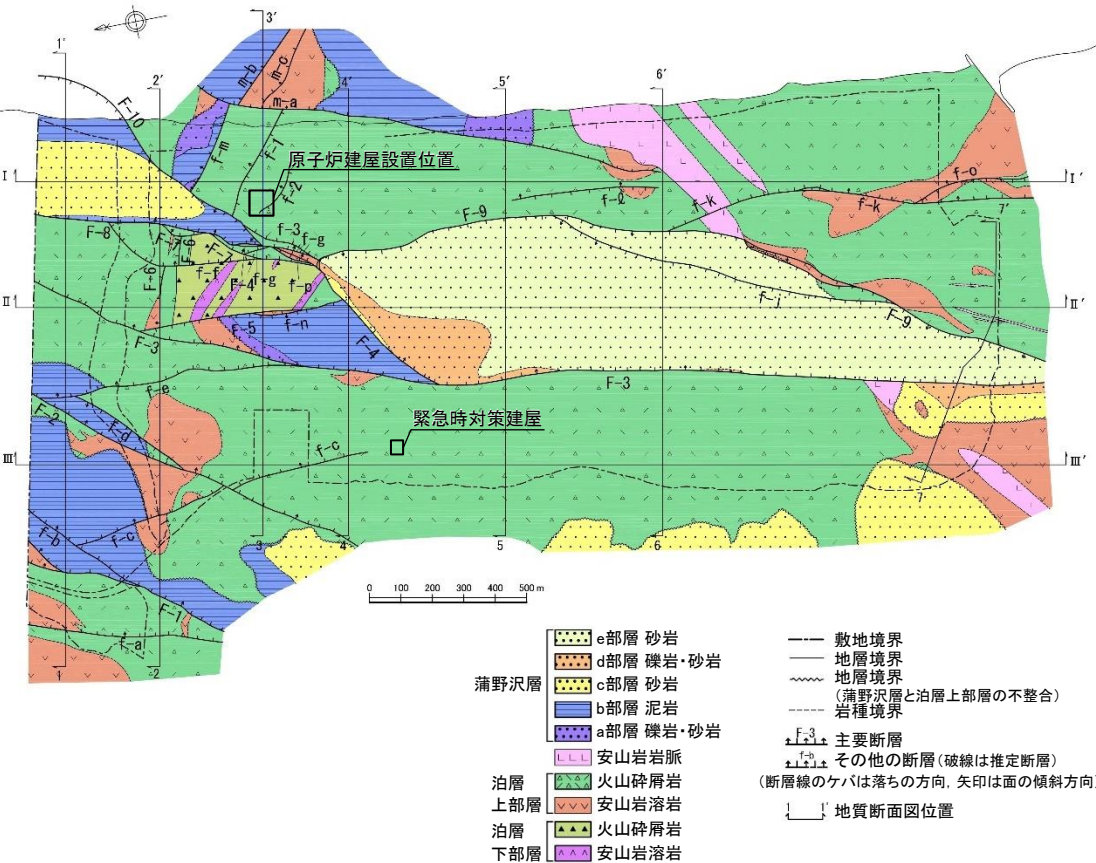 3'
1'
2'
4'
5'
6'
m-b
m-c
m-a
F-10
f-m
f-1
原子炉建屋設置位置
f-2
I
I'
f-o
f-k
f-k
f-ℓ
7'
F-9
F-8
F-7
F-6
f-3
f-g
F-1
F-6
f-f
F-4
f-g
f-p
f-j
II
II'
F-5
f-n
F-9
F-3
F-4
F-3
f-e
F-2
f-d
緊急時対策建屋
f-c
III
III'
7
f-b
f-c
3
4
5
6
F-1
f-a
1
2
0 100 200 300 400 500 m
蒲野沢層
e部層 砂岩
d部層 礫岩・砂岩
c部層 砂岩
b部層 泥岩
a部層 礫岩・砂岩
安山岩岩脈
泊層
上部層
火山砕屑岩
安山岩溶岩
泊層
下部層
火山砕屑岩
安山岩溶岩
敷地境界
地層境界
地層境界
(蒲野沢層と泊層上部層の不整合)
岩種境界
F-3 主要断層
f-b その他の断層(破線は推定断層)
(断層線のケバは落ちの方向, 矢印は面の傾斜方向)
1 1' 地質断面図位置